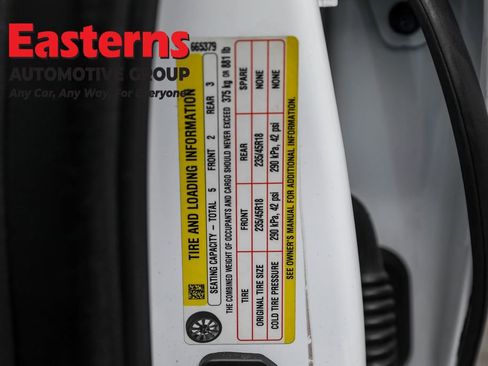 Easterns
AUTOMOTIVE GROUP
Any Car, Any Way, For Everyone
665379
TIRE AND LOADING INFORMATION
SEATING CAPACITY – TOTAL 5 FRONT 2 REAR 3
THE COMBINED WEIGHT OF OCCUPANTS AND CARGO SHOULD NEVER EXCEED 375 kg OR 881 lb
TIRE FRONT REAR SPARE
ORIGINAL TIRE SIZE 235/45R18 235/45R18 NONE
COLD TIRE PRESSURE 290 kPa, 42 psi 290 kPa, 42 psi NONE
SEE OWNER'S MANUAL FOR ADDITIONAL INFORMATION.